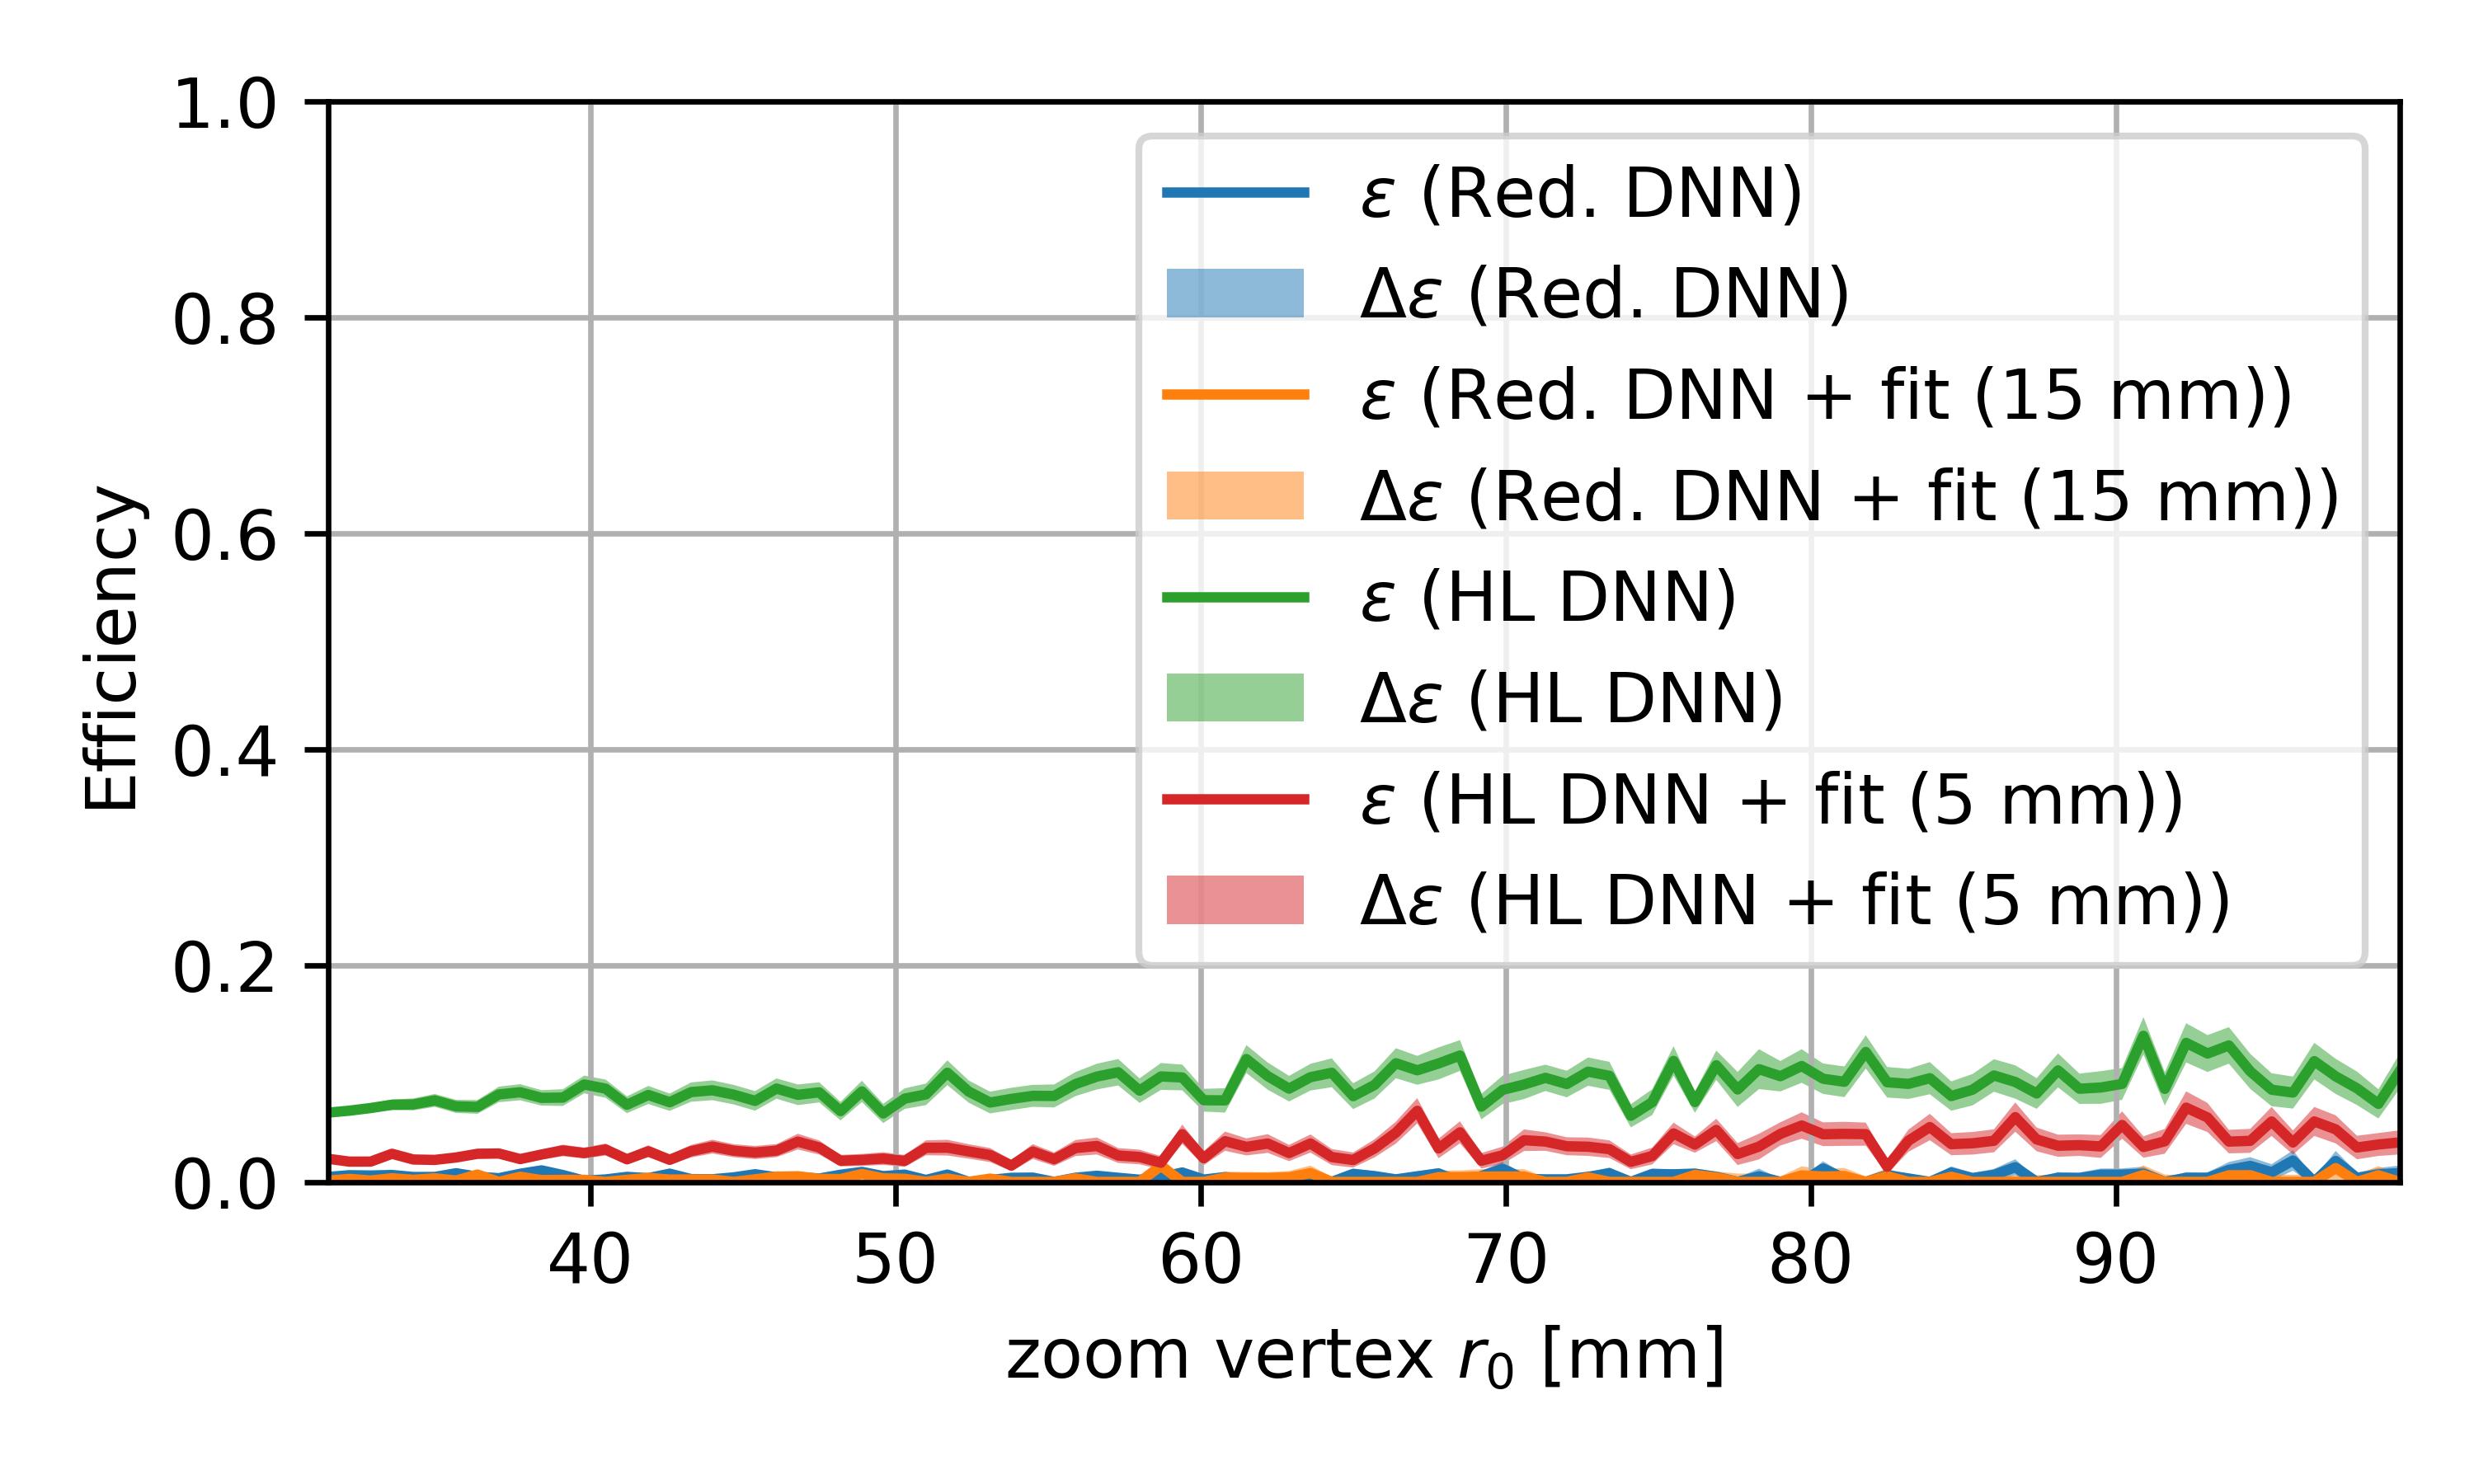 1.0
0.8
0.6
0.4
0.2
0.0
Efficiency
ε (Red. DNN)
Δε (Red. DNN)
ε (Red. DNN + fit (15 mm))
Δε (Red. DNN + fit (15 mm))
ε (HL DNN)
Δε (HL DNN)
ε (HL DNN + fit (5 mm))
Δε (HL DNN + fit (5 mm))
40 50 60 70 80 90
zoom vertex r₀ [mm]